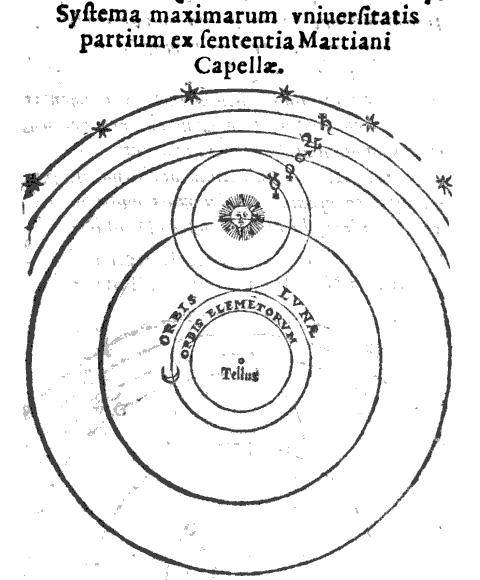 Syſtema maximarum vniuerſitatis
partium ex ſententia Martiani
Capellæ.
♄
♃
♂
♀
☿
ORBIS LVNÆ
ORBIS ELEMETORVM
Tellus